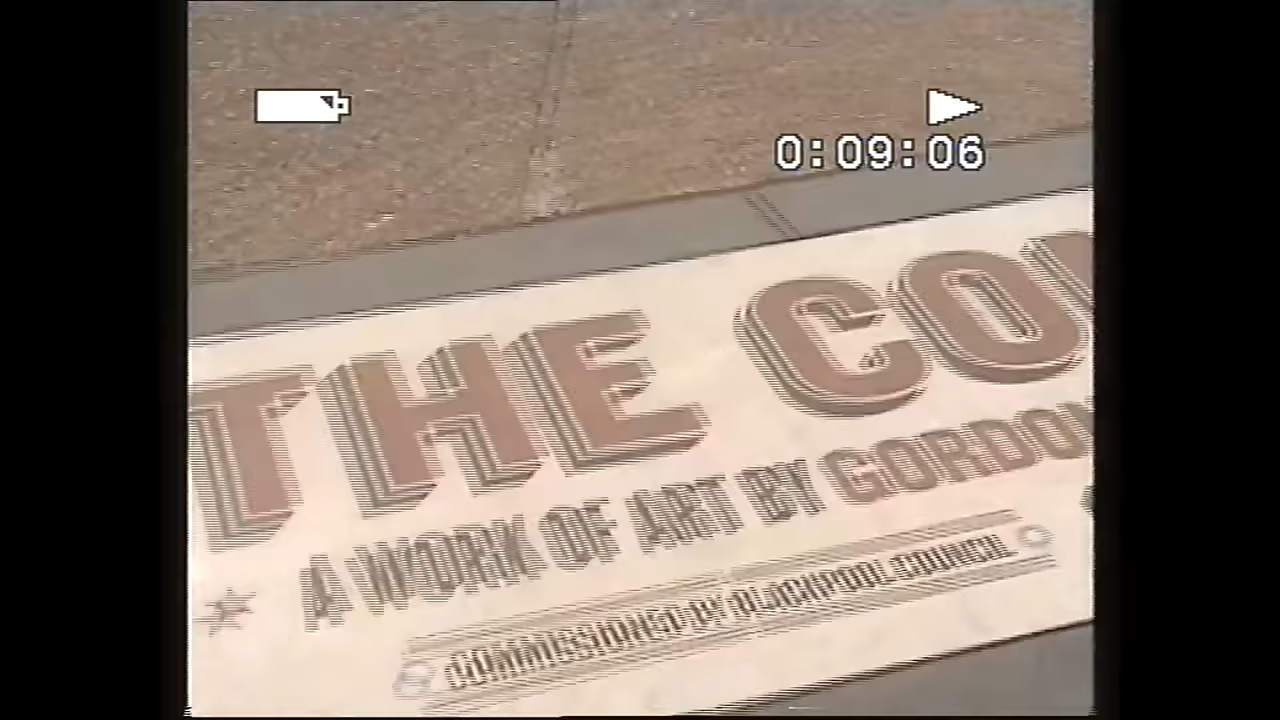 0:09:06
THE CO
A WORK OF ART BY GORDO
COMMISSIONED BY BLACKPOOL COUNCIL